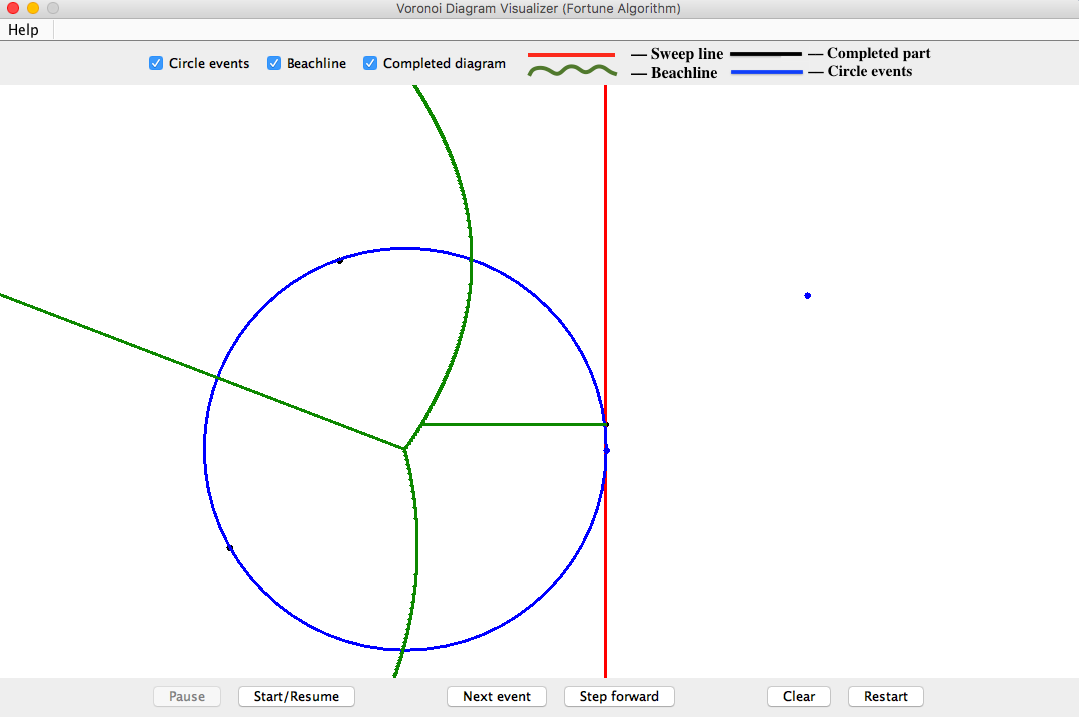 Voronoi Diagram Visualizer (Fortune Algorithm)
Help
Circle events Beachline Completed diagram — Sweep line — Completed part
— Beachline — Circle events
Pause Start/Resume Next event Step forward Clear Restart